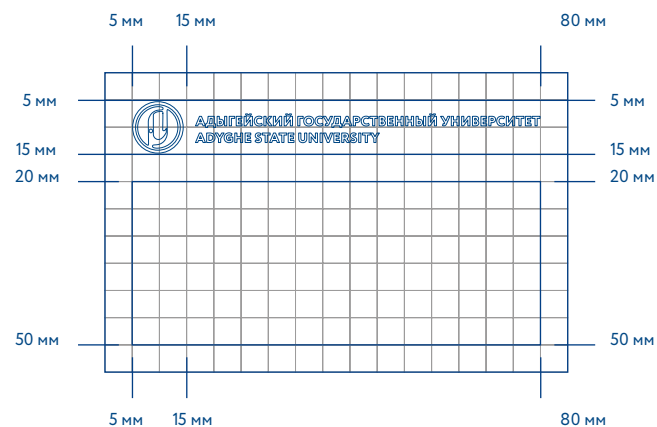 5 мм 15 мм 80 мм
5 мм 5 мм
АДЫГЕЙСКИЙ ГОСУДАРСТВЕННЫЙ УНИВЕРСИТЕТ
ADYGHE STATE UNIVERSITY
15 мм 15 мм
20 мм 20 мм
50 мм 50 мм
5 мм 15 мм 80 мм